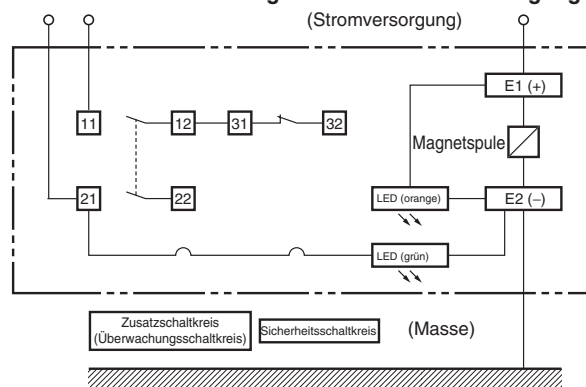 (Stromversorgung)
E1 (+)
11 12 31 32
Magnetspule
21 22
LED (orange)
E2 (–)
LED (grün)
Zusatzschaltkreis
(Überwachungsschaltkreis)
Sicherheitsschaltkreis
(Masse)